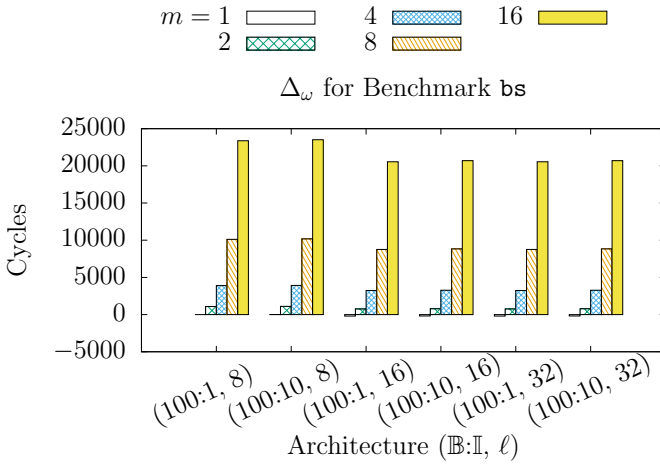 m = 1 4 16
2 8
Δω for Benchmark bs
25000
20000
15000
10000
5000
0
−5000
Cycles
(100:1, 8) (100:10, 8) (100:1, 16) (100:10, 16) (100:1, 32) (100:10, 32)
Architecture (𝔹:𝕀, ℓ)